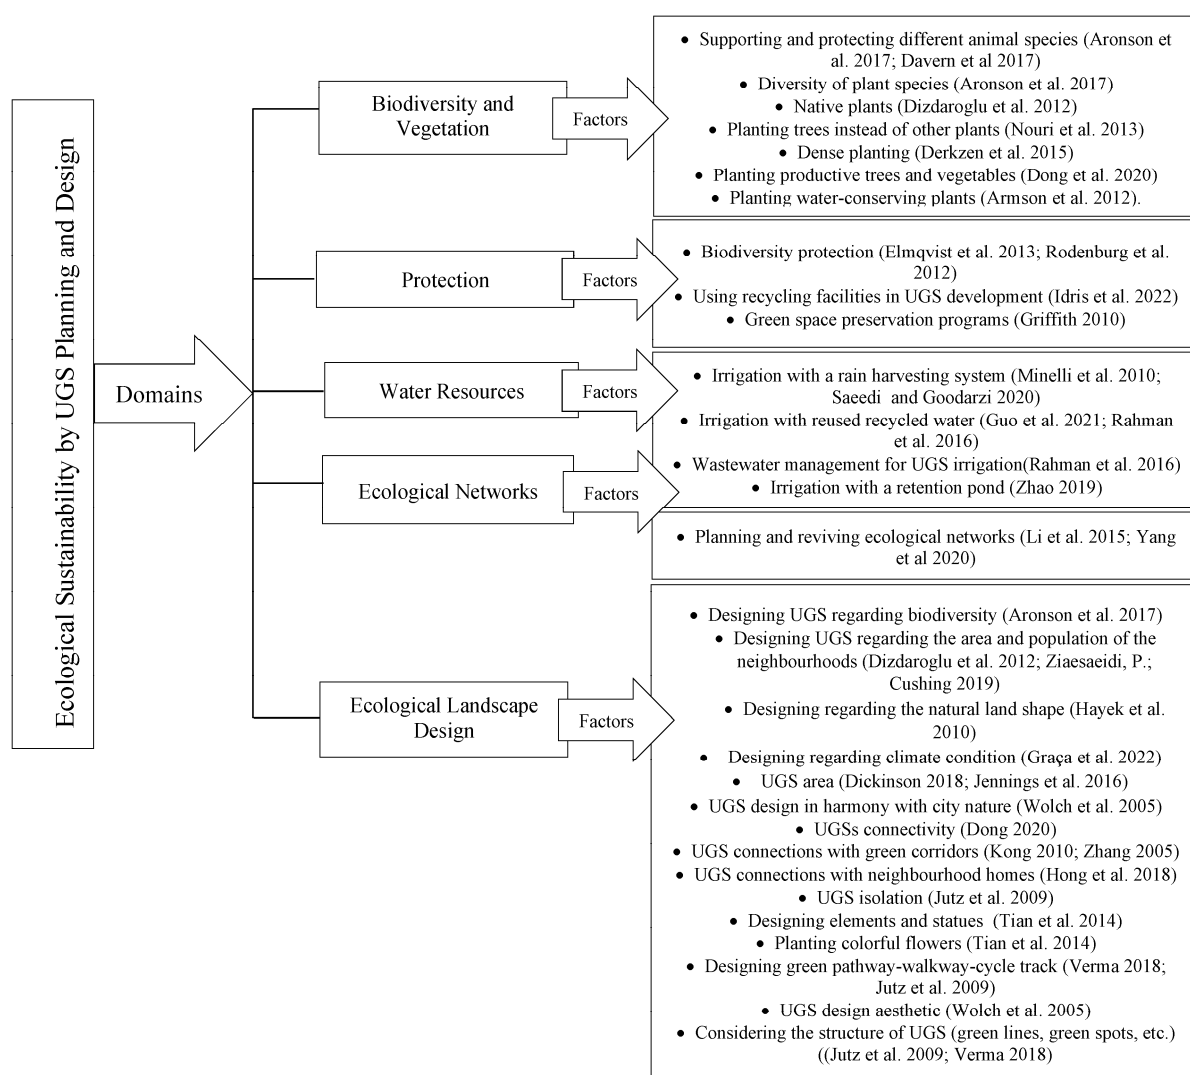 Ecological Sustainability by UGS Planning and Design
Domains
Biodiversity and
Vegetation
Factors
• Supporting and protecting different animal species (Aronson et
al. 2017; Davern et al 2017)
• Diversity of plant species (Aronson et al. 2017)
• Native plants (Dizdaroglu et al. 2012)
• Planting trees instead of other plants (Nouri et al. 2013)
• Dense planting (Derkzen et al. 2015)
• Planting productive trees and vegetables (Dong et al. 2020)
• Planting water-conserving plants (Armson et al. 2012).
Protection
Factors
• Biodiversity protection (Elmqvist et al. 2013; Rodenburg et al.
2012)
• Using recycling facilities in UGS development (Idris et al. 2022)
• Green space preservation programs (Griffith 2010)
Water Resources
Factors
• Irrigation with a rain harvesting system (Minelli et al. 2010;
Saeedi and Goodarzi 2020)
• Irrigation with reused recycled water (Guo et al. 2021; Rahman
et al. 2016)
• Wastewater management for UGS irrigation(Rahman et al. 2016)
• Irrigation with a retention pond (Zhao 2019)
Ecological Networks
Factors
• Planning and reviving ecological networks (Li et al. 2015; Yang
et al 2020)
Ecological Landscape
Design
Factors
• Designing UGS regarding biodiversity (Aronson et al. 2017)
• Designing UGS regarding the area and population of the
neighbourhoods (Dizdaroglu et al. 2012; Ziaesaeidi, P.;
Cushing 2019)
• Designing regarding the natural land shape (Hayek et al.
2010)
• Designing regarding climate condition (Graça et al. 2022)
• UGS area (Dickinson 2018; Jennings et al. 2016)
• UGS design in harmony with city nature (Wolch et al. 2005)
• UGSs connectivity (Dong 2020)
• UGS connections with green corridors (Kong 2010; Zhang 2005)
• UGS connections with neighbourhood homes (Hong et al. 2018)
• UGS isolation (Jutz et al. 2009)
• Designing elements and statues (Tian et al. 2014)
• Planting colorful flowers (Tian et al. 2014)
• Designing green pathway-walkway-cycle track (Verma 2018;
Jutz et al. 2009)
• UGS design aesthetic (Wolch et al. 2005)
• Considering the structure of UGS (green lines, green spots, etc.)
((Jutz et al. 2009; Verma 2018)